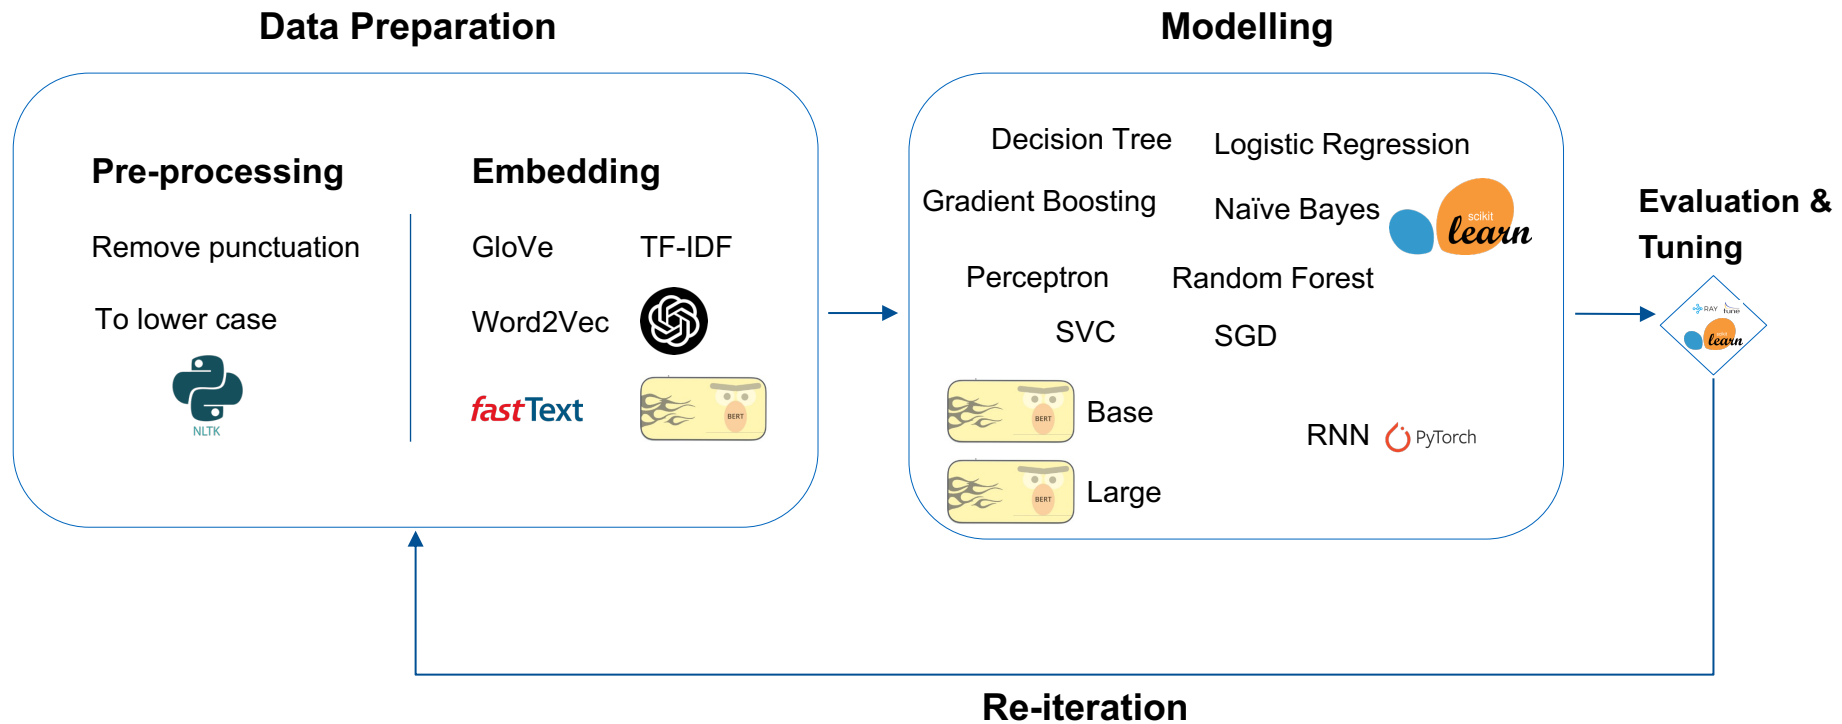 Data Preparation
Modelling
Pre-processing
Embedding
Remove punctuation
GloVe
TF-IDF
To lower case
Word2Vec
NLTK
fastText
BERT
Decision Tree
Logistic Regression
Gradient Boosting
Naïve Bayes
scikit
learn
Perceptron
Random Forest
SVC
SGD
BERT
Base
RNN
PyTorch
BERT
Large
Evaluation &
Tuning
RAY
tune
scikit
learn
Re-iteration